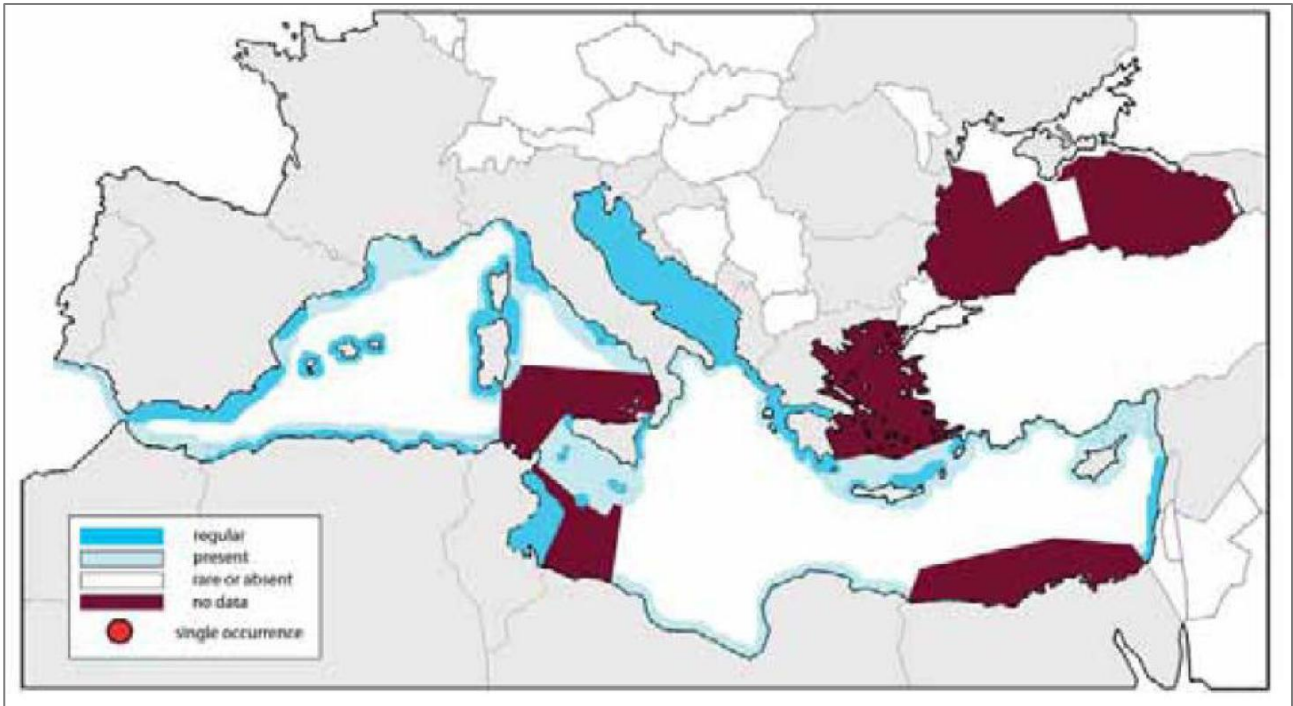 regular
present
rare or absent
no data
single occurrence